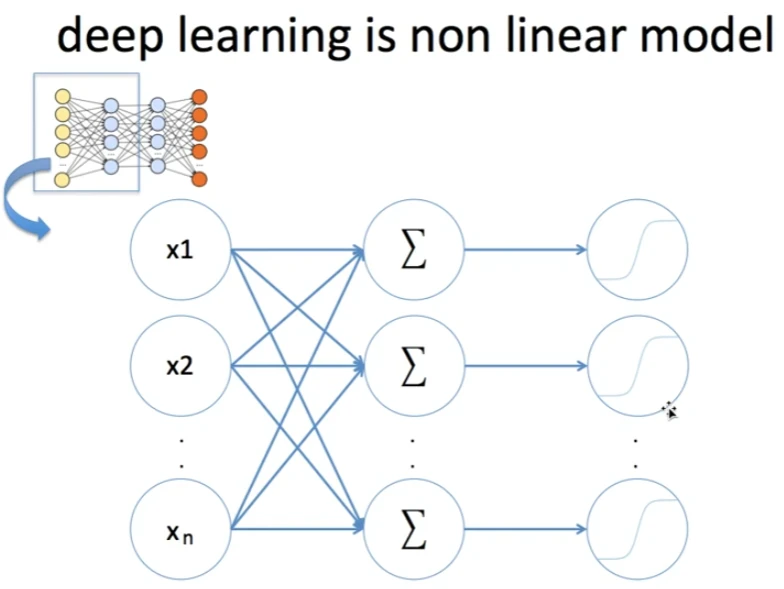 deep learning is non linear model
x1 ∑
x2 ∑
. . .
. . .
xn ∑